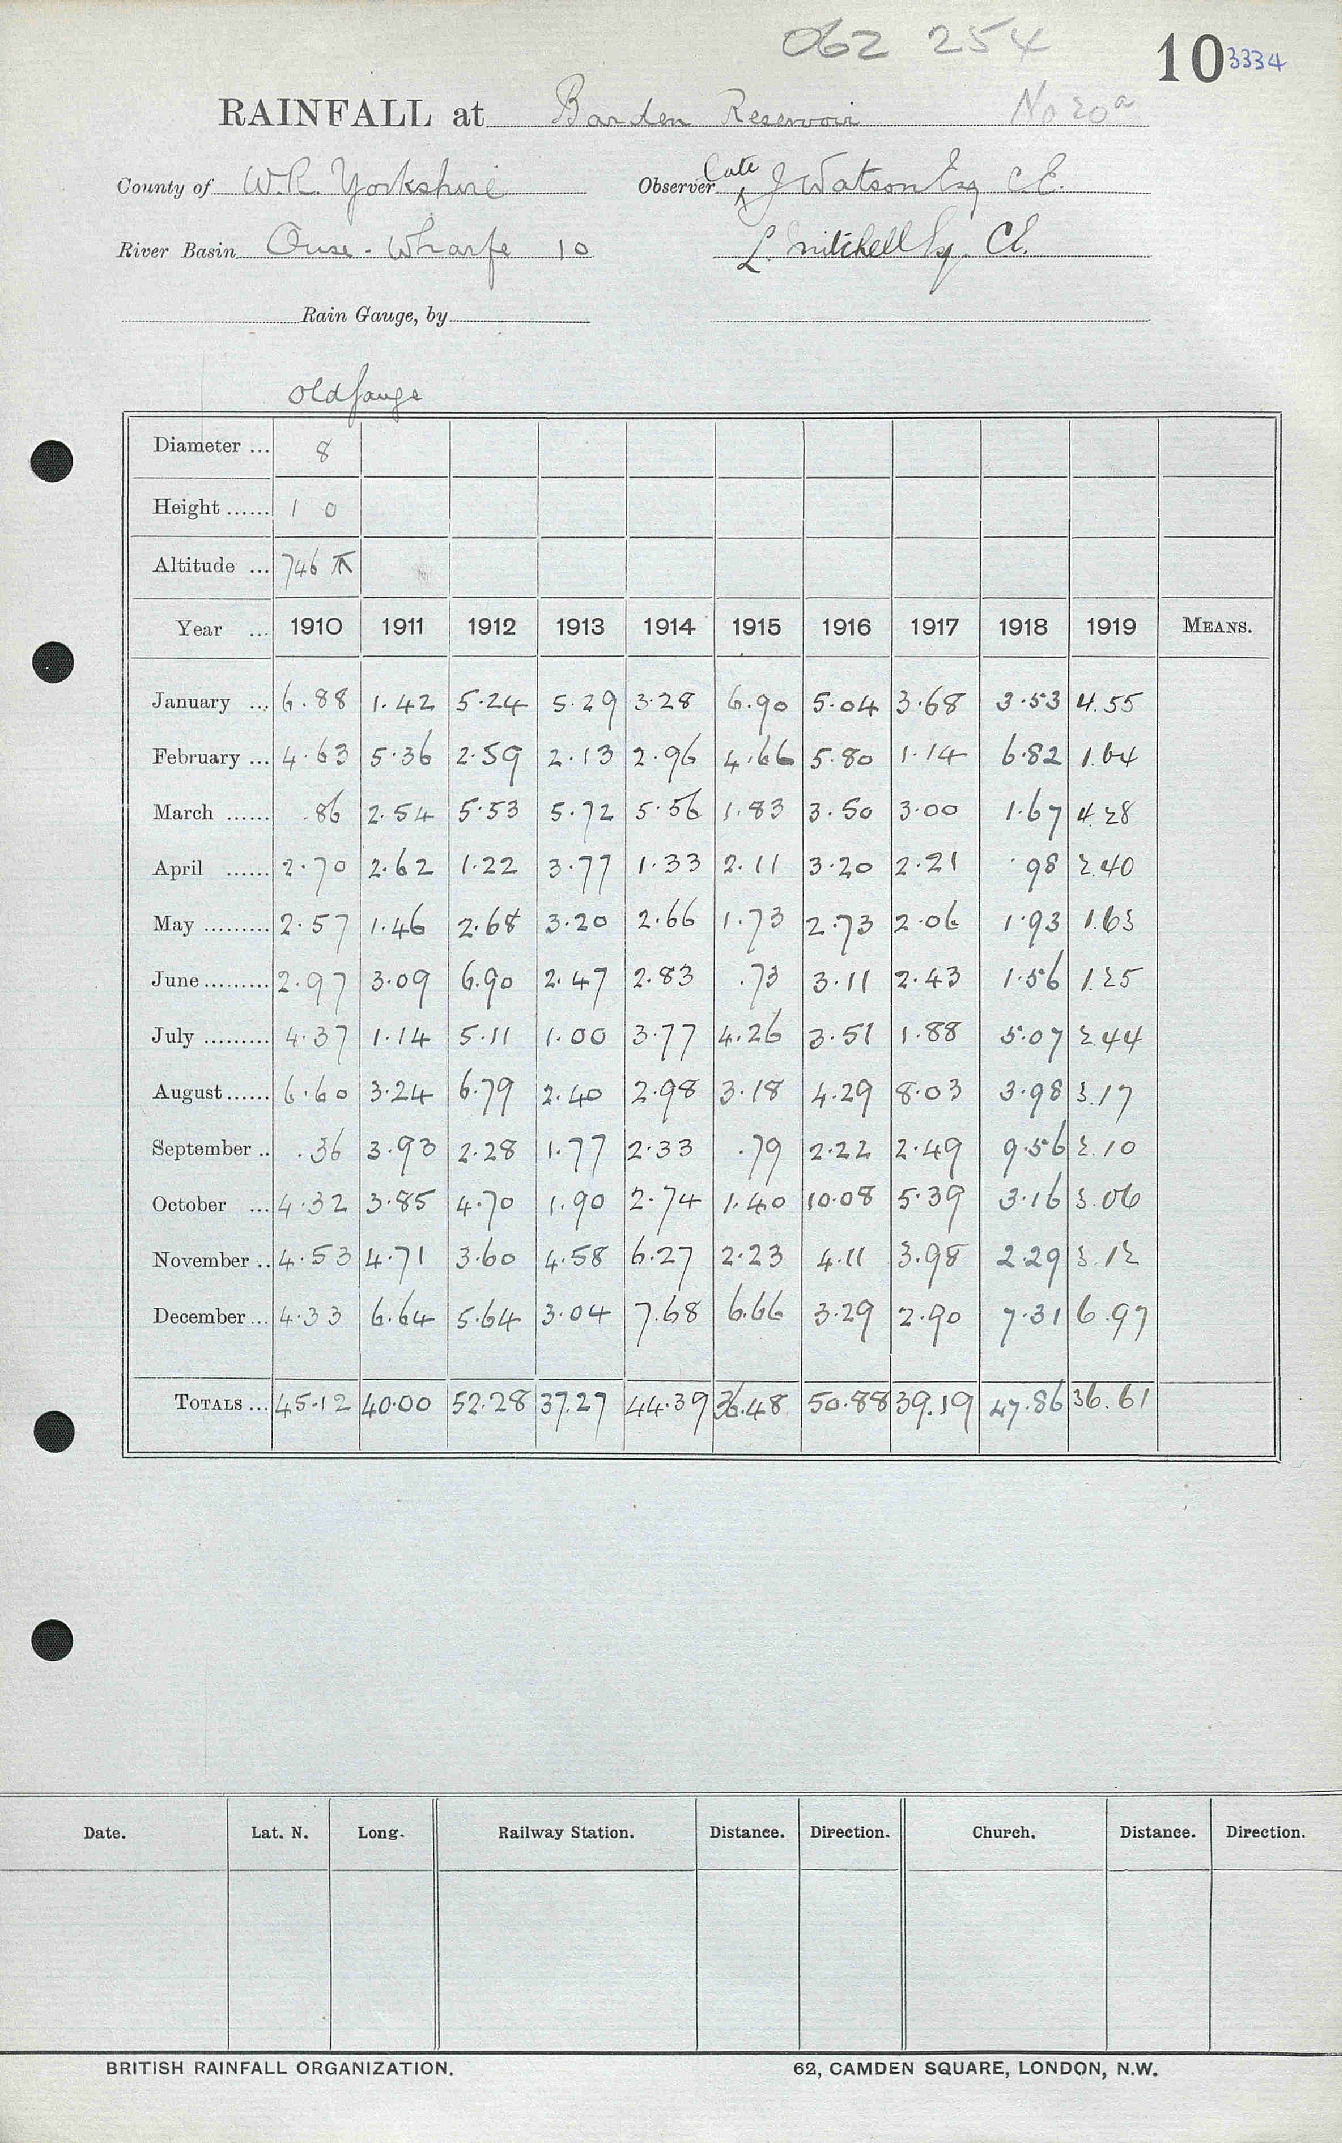 062 254
10 3334
RAINFALL at Barden Reservoir No 20a
County of W.R. Yorkshire Observer Late J Watson Esq C.E.
River Basin Ouse - Wharfe 10 L. Mitchell Esq. CE.
Rain Gauge, by
Old Gauge
Diameter ... 8
Height ...... 1 0
Altitude ... 746
Year ... 1910 1911 1912 1913 1914 1915 1916 1917 1918 1919 MEANS.
January ... 6.88 1.42 5.24 5.29 3.28 6.90 5.04 3.68 3.53 4.55
February ... 4.63 5.36 2.59 2.13 2.96 4.66 5.80 1.14 6.82 1.64
March ...... .86 2.54 5.53 5.72 5.56 1.83 3.50 3.00 1.67 4.28
April ...... 2.70 2.62 1.22 3.77 1.33 2.11 3.20 2.21 .98 2.40
May ......... 2.57 1.46 2.68 3.20 2.66 1.73 2.73 2.06 1.93 1.63
June ......... 2.97 3.09 6.90 2.47 2.83 .73 3.11 2.43 1.56 1.25
July ......... 4.37 1.14 5.11 1.00 3.77 4.26 3.51 1.88 5.07 2.44
August ...... 6.60 3.24 6.79 2.40 2.98 3.18 4.29 8.03 3.98 3.17
September .. .36 3.93 2.28 1.77 2.33 .79 2.22 2.49 9.56 2.10
October ... 4.32 3.85 4.70 1.90 2.74 1.40 10.08 5.39 3.16 3.06
November .. 4.53 4.71 3.60 4.58 6.27 2.23 4.11 3.98 2.29 3.12
December ... 4.33 6.64 5.64 3.04 7.68 6.66 3.29 2.90 7.31 6.97
TOTALS ... 45.12 40.00 52.28 37.27 44.39 36.48 50.88 39.19 47.86 36.61
Date. Lat. N. Long. Railway Station. Distance. Direction. Church. Distance. Direction.
BRITISH RAINFALL ORGANIZATION. 62, CAMDEN SQUARE, LONDON, N.W.